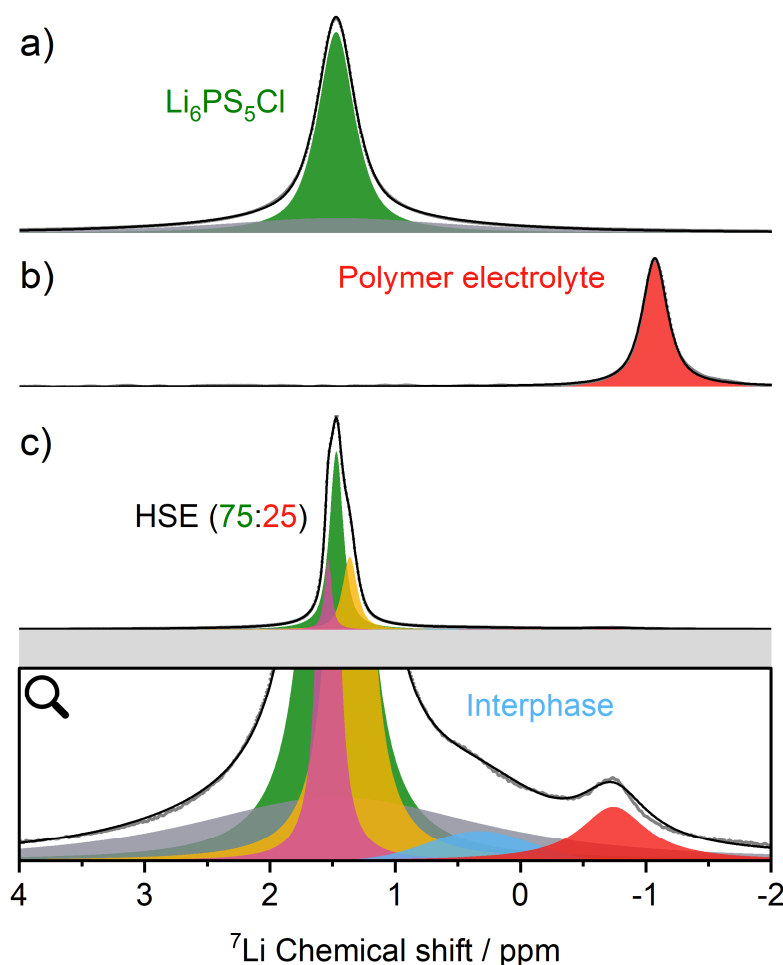 a)
Li₆PS₅Cl
b)
Polymer electrolyte
c)
HSE (75:25)
Interphase
4 3 2 1 0 -1 -2
⁷Li Chemical shift / ppm